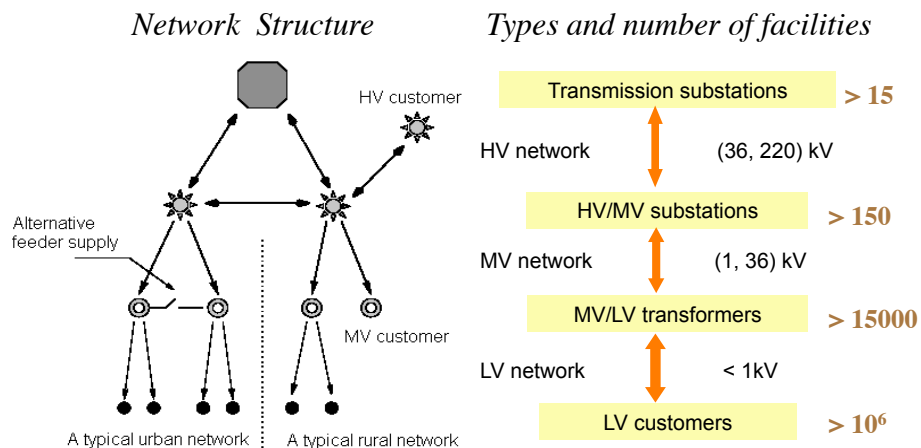 Network Structure
Types and number of facilities
HV customer
Alternative
feeder supply
MV customer
A typical urban network
A typical rural network
Transmission substations
> 15
HV network
(36, 220) kV
HV/MV substations
> 150
MV network
(1, 36) kV
MV/LV transformers
> 15000
LV network
< 1kV
LV customers
> 10⁶